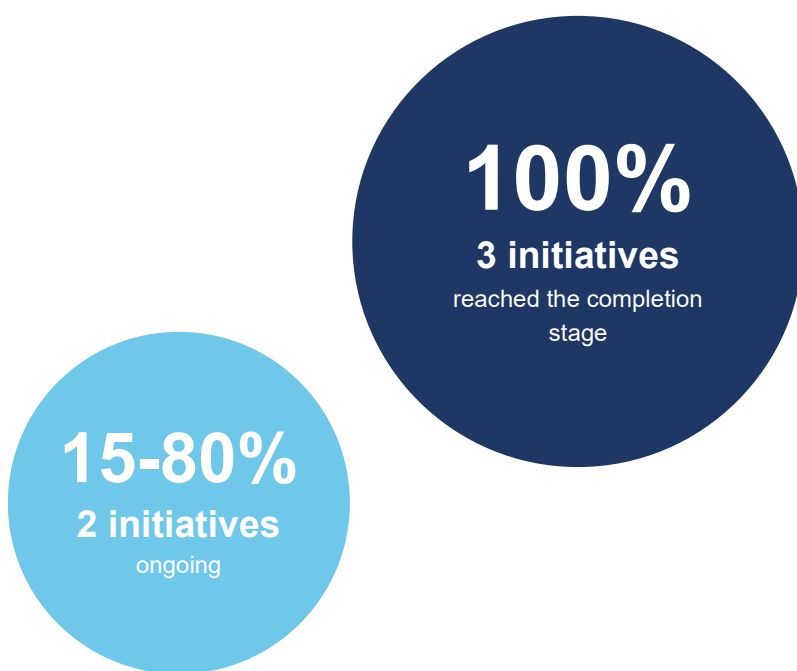 100%
3 initiatives
reached the completion
stage
15-80%
2 initiatives
ongoing